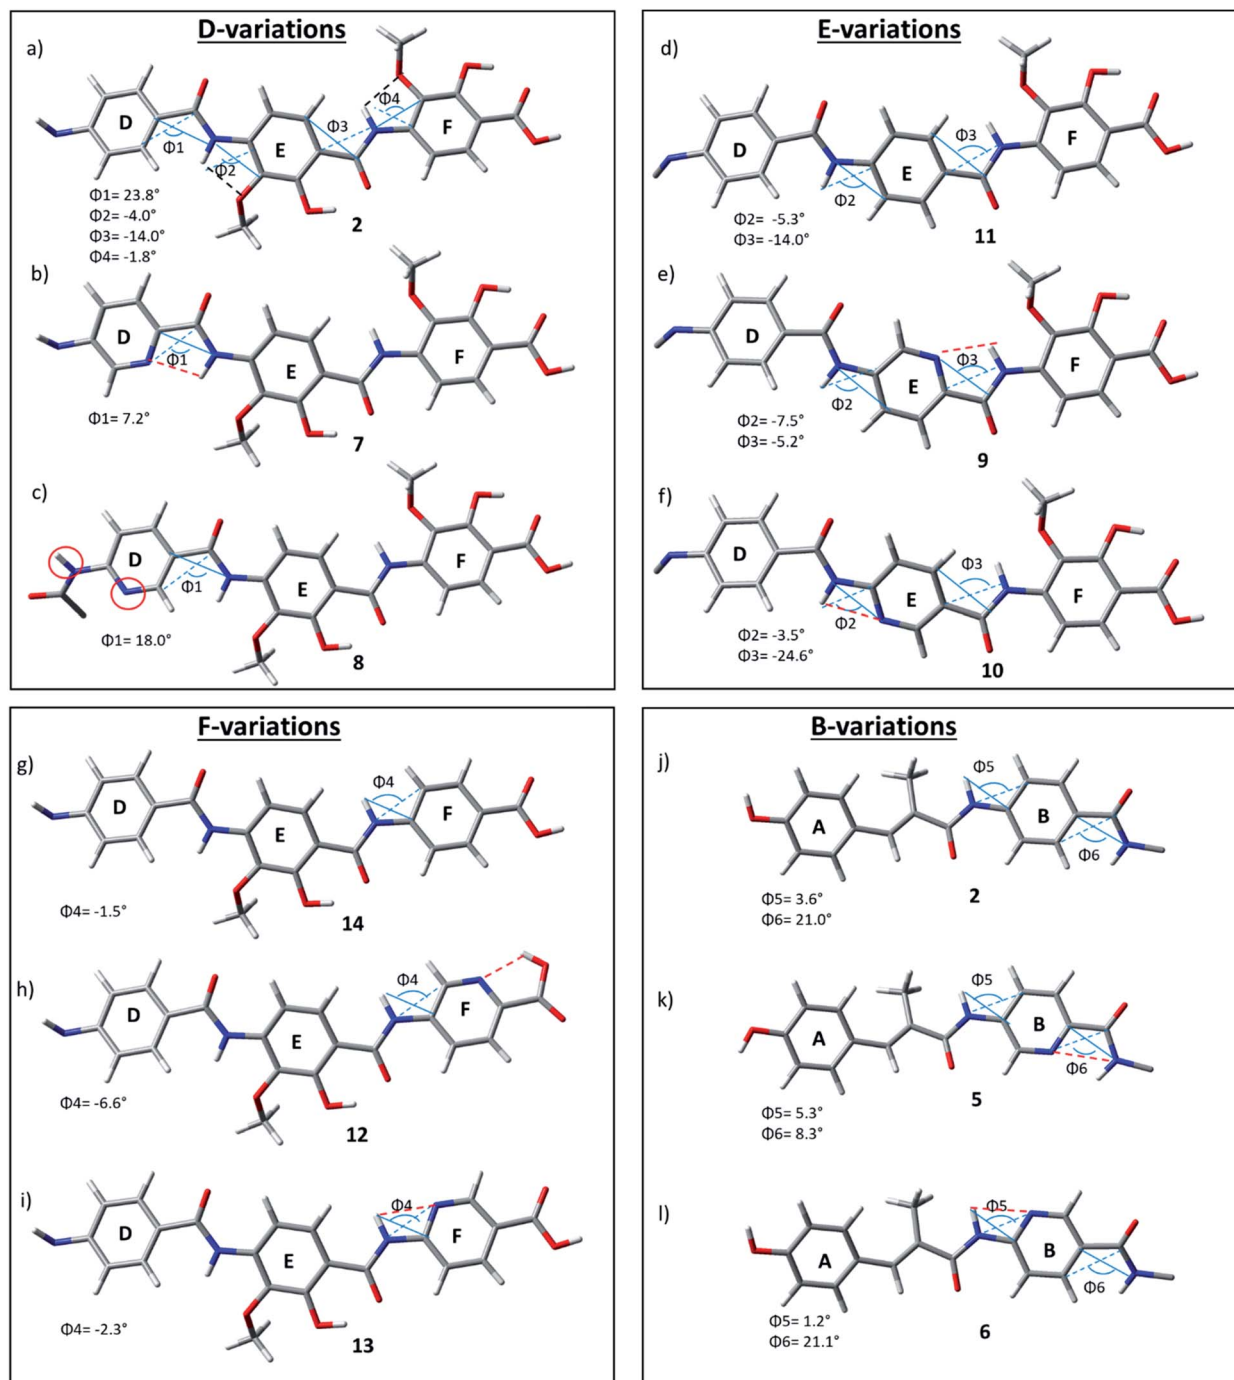 D-variations
a)
D
Φ1
E
Φ2
Φ3
Φ4
F
Φ1= 23.8°
Φ2= -4.0°
Φ3= -14.0°
Φ4= -1.8°
2
b)
D
Φ1
E
F
Φ1= 7.2°
7
c)
D
Φ1
E
F
Φ1= 18.0°
8
E-variations
d)
D
Φ2
E
Φ3
F
Φ2= -5.3°
Φ3= -14.0°
11
e)
D
Φ2
E
Φ3
F
Φ2= -7.5°
Φ3= -5.2°
9
f)
D
Φ2
E
Φ3
F
Φ2= -3.5°
Φ3= -24.6°
10
F-variations
g)
D
E
Φ4
F
Φ4= -1.5°
14
h)
D
E
Φ4
F
Φ4= -6.6°
12
i)
D
E
Φ4
F
Φ4= -2.3°
13
B-variations
j)
A
Φ5
B
Φ6
2
Φ5= 3.6°
Φ6= 21.0°
k)
A
Φ5
B
Φ6
5
Φ5= 5.3°
Φ6= 8.3°
l)
A
Φ5
B
Φ6
Φ5= 1.2°
Φ6= 21.1°
6